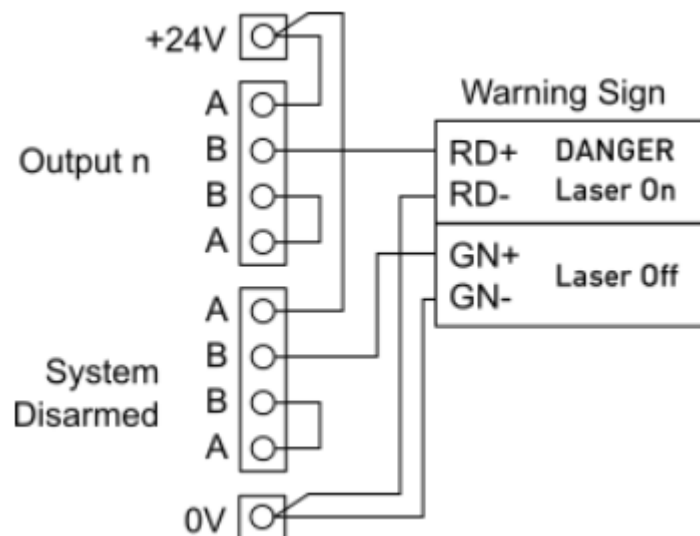 +24V
A
B
B
A
Output n
Warning Sign
RD+ DANGER
RD- Laser On
GN+
GN-
Laser Off
A
B
B
A
System
Disarmed
0V